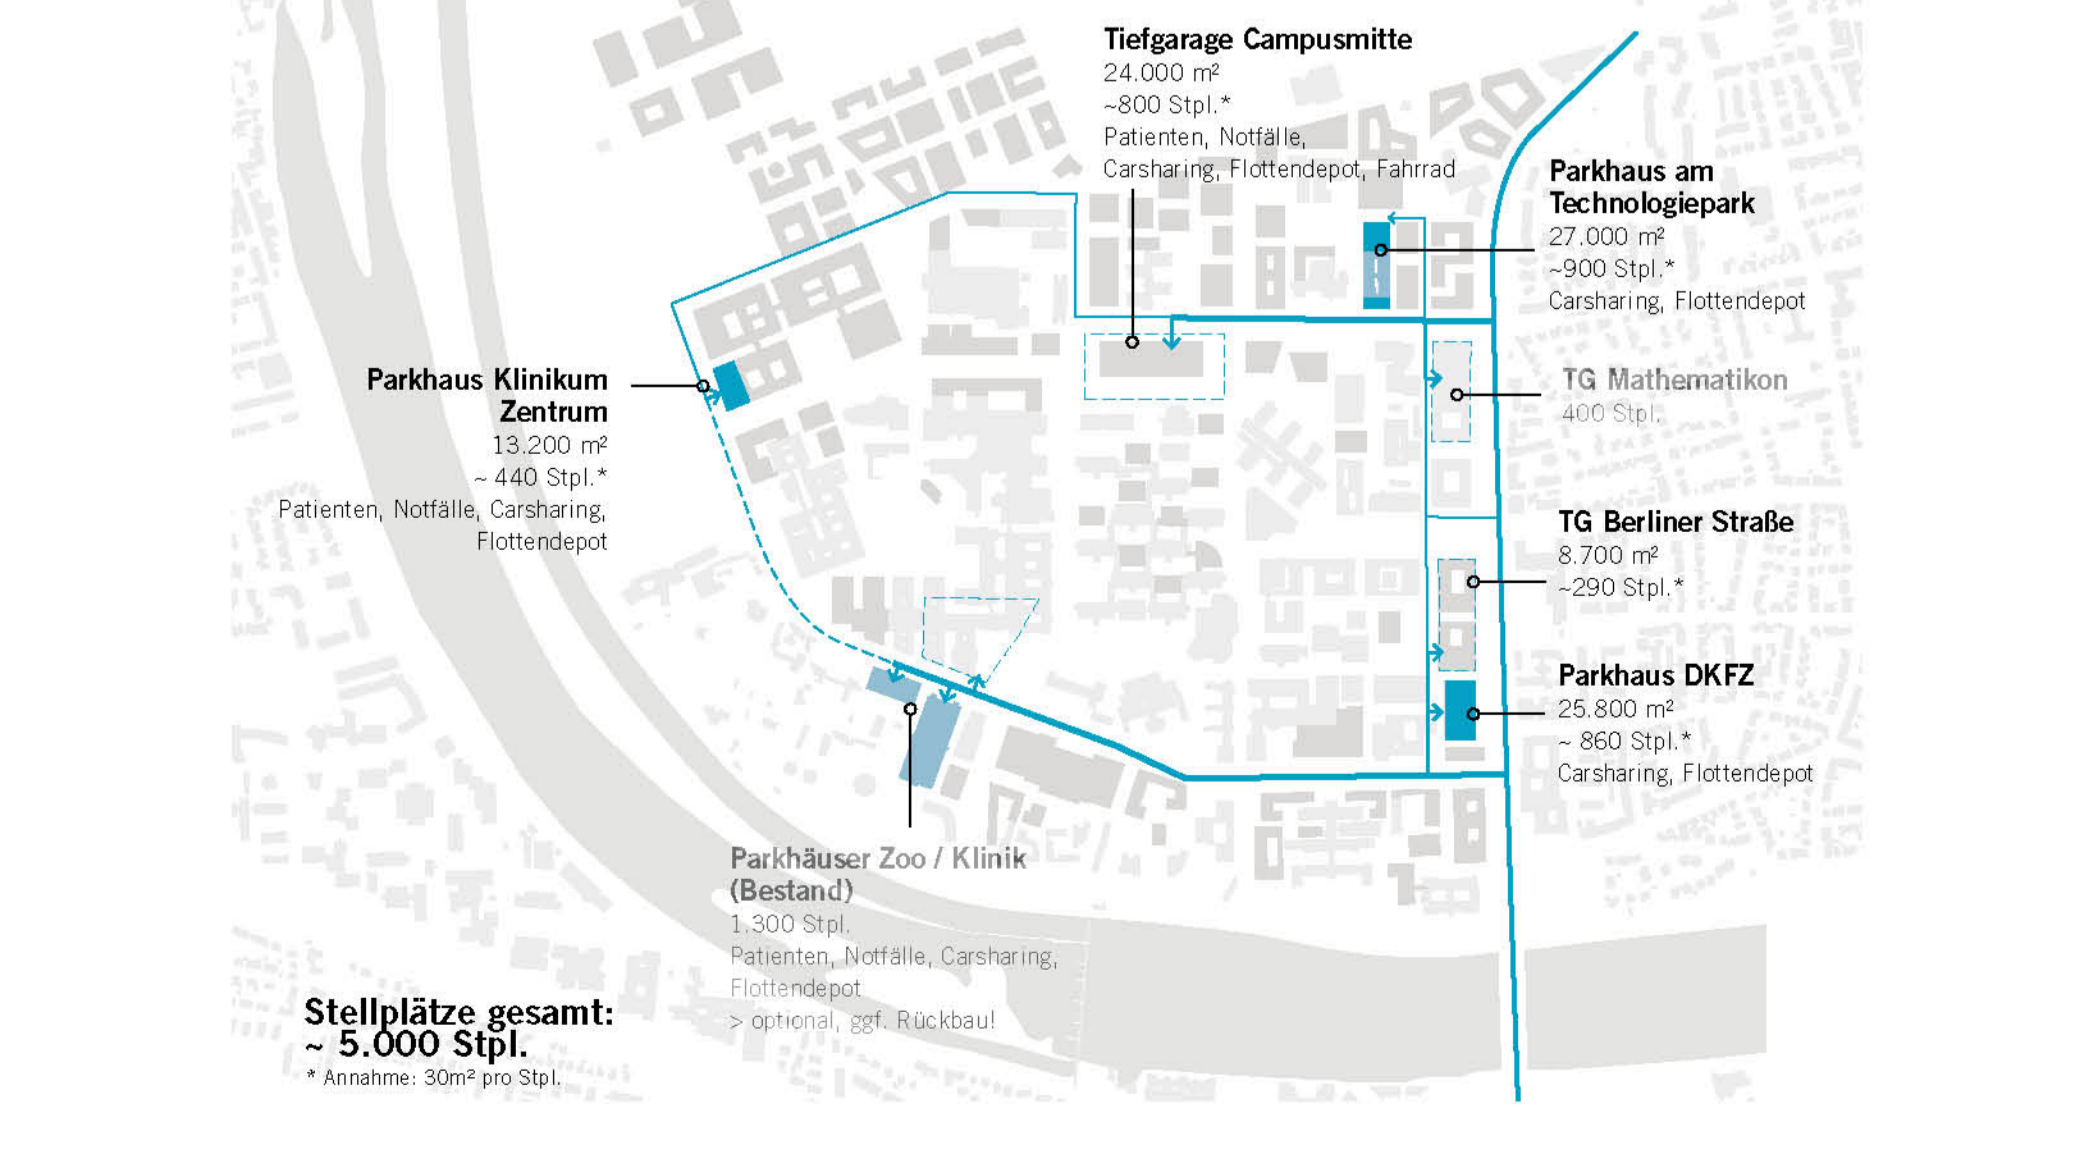 Tiefgarage Campusmitte
24.000 m²
~800 Stpl.*
Patienten, Notfälle,
Carsharing, Flottendepot, Fahrrad
Parkhaus am
Technologiepark
27.000 m²
~900 Stpl.*
Carsharing, Flottendepot
Parkhaus Klinikum
Zentrum
13.200 m²
~ 440 Stpl.*
Patienten, Notfälle, Carsharing,
Flottendepot
TG Mathematikon
400 Stpl.
TG Berliner Straße
8.700 m²
~290 Stpl.*
Parkhaus DKFZ
25.800 m²
~ 860 Stpl.*
Carsharing, Flottendepot
Parkhäuser Zoo / Klinik
(Bestand)
1.300 Stpl.
Patienten, Notfälle, Carsharing,
Flottendepot
> optional, ggf. Rückbau!
Stellplätze gesamt:
~ 5.000 Stpl.
* Annahme: 30m² pro Stpl.